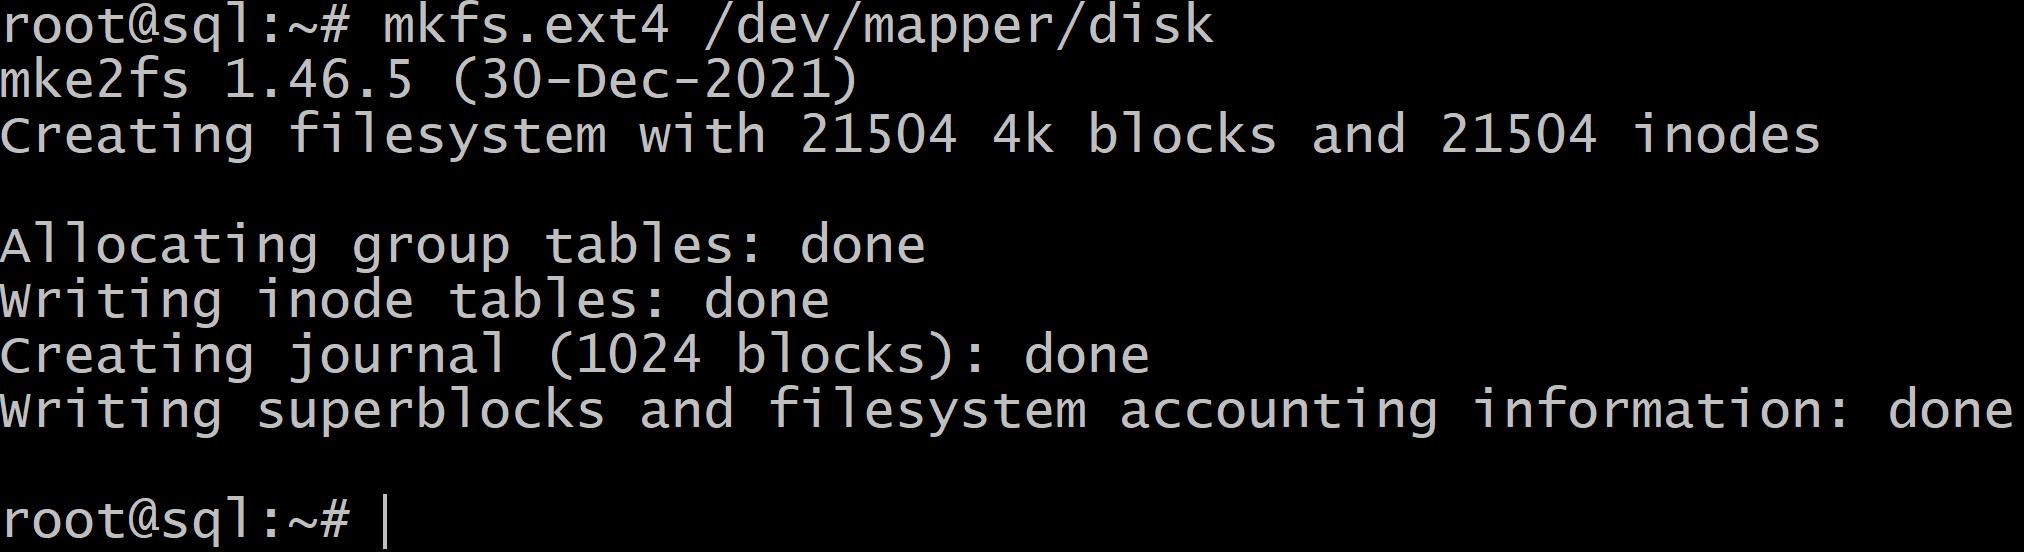 root@sql:~# mkfs.ext4 /dev/mapper/disk
mke2fs 1.46.5 (30-Dec-2021)
Creating filesystem with 21504 4k blocks and 21504 inodes
Allocating group tables: done
Writing inode tables: done
Creating journal (1024 blocks): done
Writing superblocks and filesystem accounting information: done
root@sql:~#